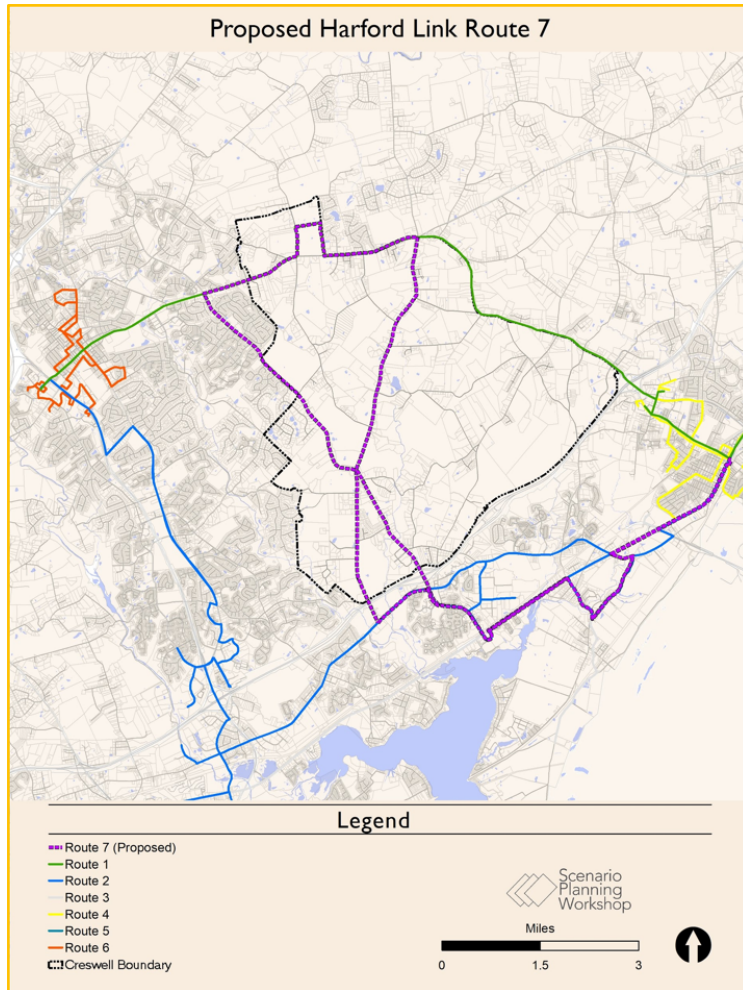 Proposed Harford Link Route 7
Legend
Route 7 (Proposed)
Route 1
Route 2
Route 3
Route 4
Route 5
Route 6
Creswell Boundary
Scenario
Planning
Workshop
Miles
0 1.5 3